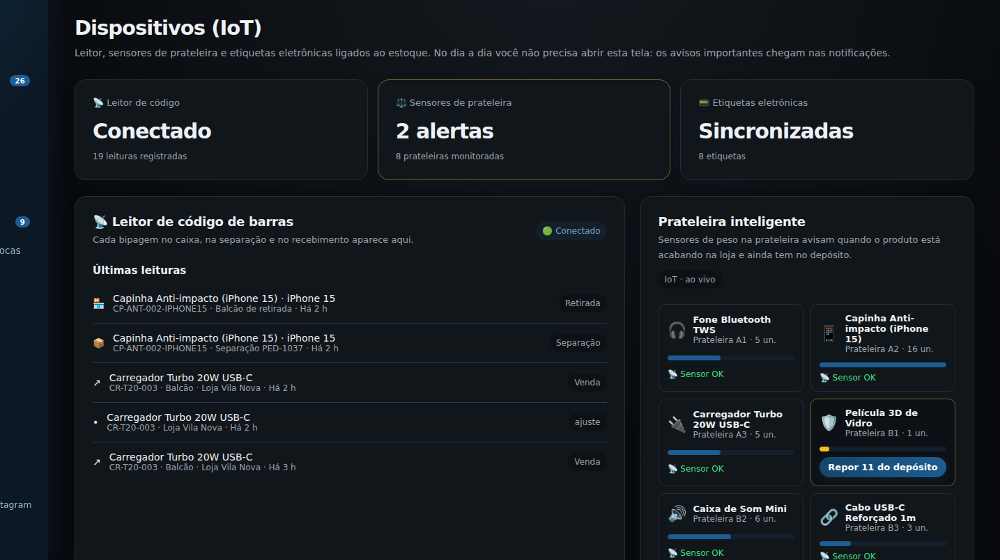 26
9
ocas
tagram
Dispositivos (IoT)
Leitor, sensores de prateleira e etiquetas eletrônicas ligados ao estoque. No dia a dia você não precisa abrir esta tela: os avisos importantes chegam nas notificações.
Leitor de código
Conectado
19 leituras registradas
Sensores de prateleira
2 alertas
8 prateleiras monitoradas
Etiquetas eletrônicas
Sincronizadas
8 etiquetas
Leitor de código de barras
Cada bipagem no caixa, na separação e no recebimento aparece aqui.
Conectado
Últimas leituras
Capinha Anti-impacto (iPhone 15) · iPhone 15
CP-ANT-002-IPHONE15 · Balcão de retirada · Há 2 h
Retirada
Capinha Anti-impacto (iPhone 15) · iPhone 15
CP-ANT-002-IPHONE15 · Separação PED-1037 · Há 2 h
Separação
↗ Carregador Turbo 20W USB-C
CR-T20-003 · Balcão · Loja Vila Nova · Há 2 h
Venda
• Carregador Turbo 20W USB-C
CR-T20-003 · Loja Vila Nova · Há 2 h
ajuste
↗ Carregador Turbo 20W USB-C
CR-T20-003 · Balcão · Loja Vila Nova · Há 3 h
Venda
Prateleira inteligente
Sensores de peso na prateleira avisam quando o produto está
acabando na loja e ainda tem no depósito.
IoT · ao vivo
Fone Bluetooth
TWS
Prateleira A1 · 5 un.
Sensor OK
Capinha Anti-
impacto (iPhone
15)
Prateleira A2 · 16 un.
Sensor OK
Carregador Turbo
20W USB-C
Prateleira A3 · 5 un.
Sensor OK
Película 3D de
Vidro
Prateleira B1 · 1 un.
Repor 11 do depósito
Caixa de Som Mini
Prateleira B2 · 6 un.
Sensor OK
Cabo USB-C
Reforçado 1m
Prateleira B3 · 3 un.
Sensor OK